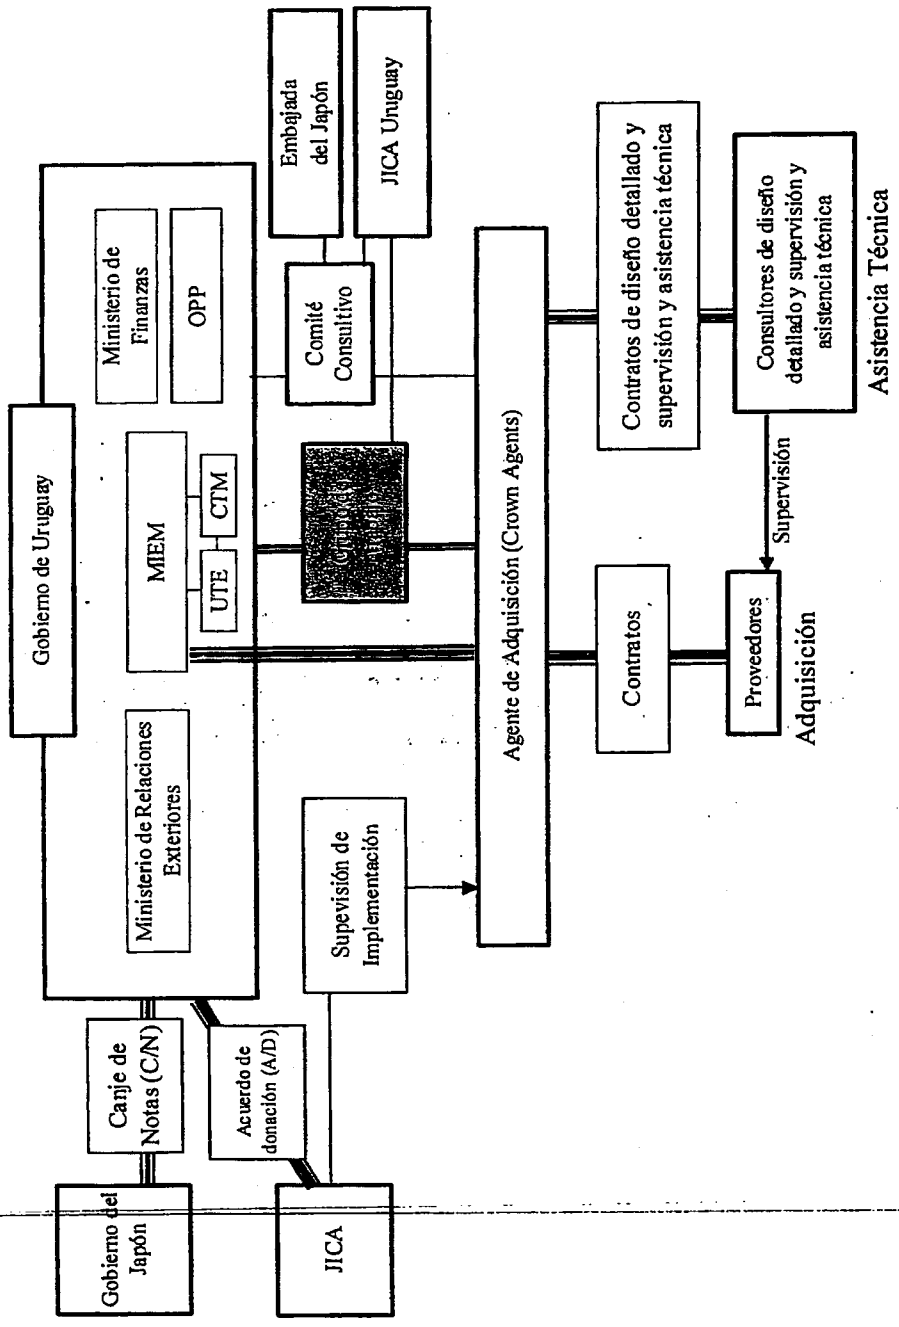 Gobierno de Uruguay
Gobierno del
Japón
Canje de
Notas (C/N)
Ministerio de Relaciones
Exteriores
MIEM
UTE
CTM
Ministerio de
Finanzas
OPP
JICA
Acuerdo de
donación (A/D)
Supevisión de
Implementación
Comité
Consultivo
Embajada
del Japón
JICA Uruguay
Agente de Adquisición (Crown Agents)
Contratos
Contratos de diseño detallado y
supervisión y asistencia técnica
Proveedores
Supervisión
Consultores de diseño
detallado y supervisión y
asistencia técnica
Adquisición
Asistencia Técnica